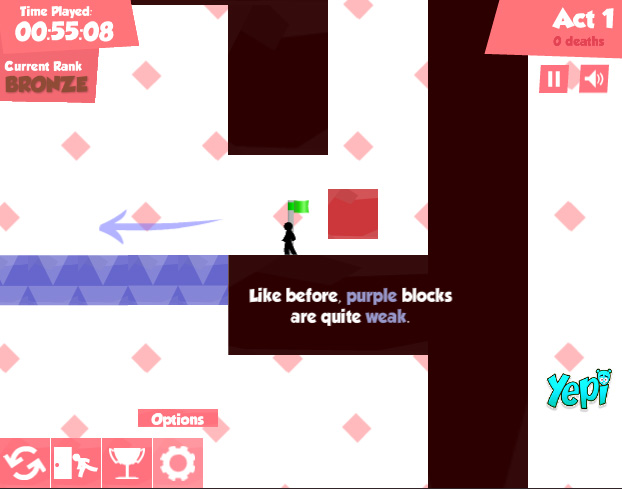 Time Played:
00:55:08
Act 1
0 deaths
Current Rank
BRONZE
Like before, purple blocks
are quite weak.
Yepi
Options